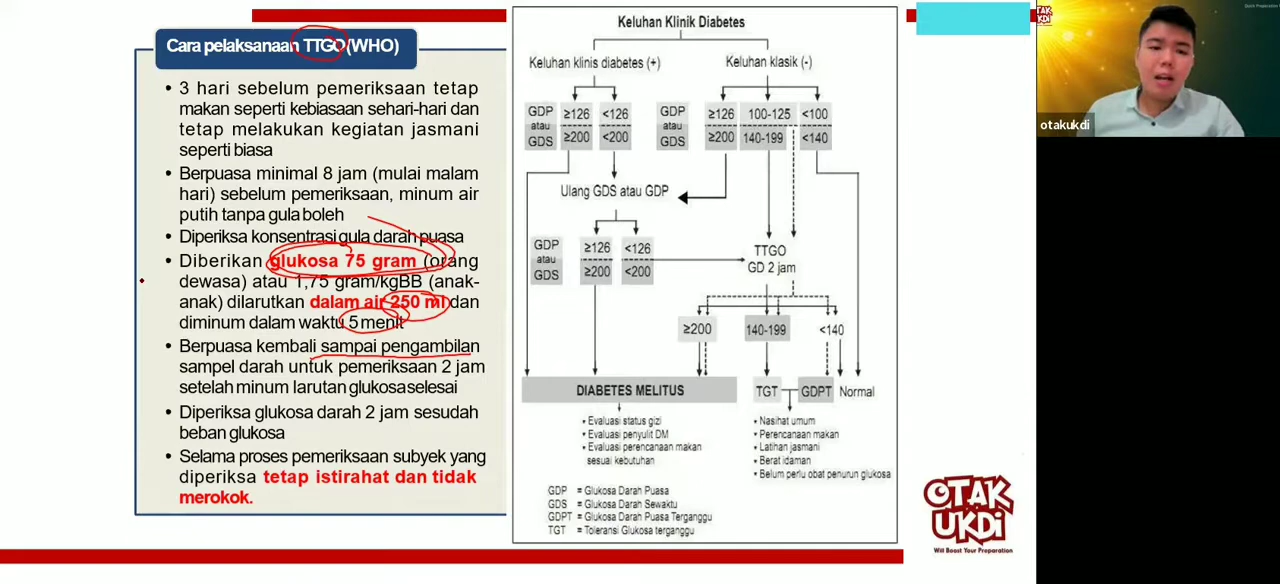 Cara pelaksanaan TTGO (WHO)
• 3 hari sebelum pemeriksaan tetap
makan seperti kebiasaan sehari-hari dan
tetap melakukan kegiatan jasmani
seperti biasa
• Berpuasa minimal 8 jam (mulai malam
hari) sebelum pemeriksaan, minum air
putih tanpa gula boleh
• Diperiksa konsentrasi gula darah puasa
• Diberikan glukosa 75 gram (orang
dewasa) atau 1,75 gram/kgBB (anak-
anak) dilarutkan dalam air 250 ml dan
diminum dalam waktu 5 menit
• Berpuasa kembali sampai pengambilan
sampel darah untuk pemeriksaan 2 jam
setelah minum larutan glukosa selesai
• Diperiksa glukosa darah 2 jam sesudah
beban glukosa
• Selama proses pemeriksaan subyek yang
diperiksa tetap istirahat dan tidak
merokok.
Keluhan Klinik Diabetes
Keluhan klinis diabetes (+) Keluhan klasik (-)
GDP ≥126 <126 GDP ≥126 100-125 <100
atau atau
GDS ≥200 <200 GDS ≥200 140-199 <140
Ulang GDS atau GDP
GDP ≥126 <126
atau
GDS ≥200 <200
TTGO
GD 2 jam
≥200 140-199 <140
DIABETES MELITUS TGT GDPT Normal
• Evaluasi status gizi
• Evaluasi penyulit DM
• Evaluasi perencanaan makan
sesuai kebutuhan
• Nasihat umum
• Perencanaan makan
• Latihan jasmani
• Berat idaman
• Belum perlu obat penurun glukosa
GDP = Glukosa Darah Puasa
GDS = Glukosa Darah Sewaktu
GDPT = Glukosa Darah Puasa Terganggu
TGT = Toleransi Glukosa terganggu
OTAK
UKDI
Will Boost Your Preparation
OTAK
UKDI
otakukdi